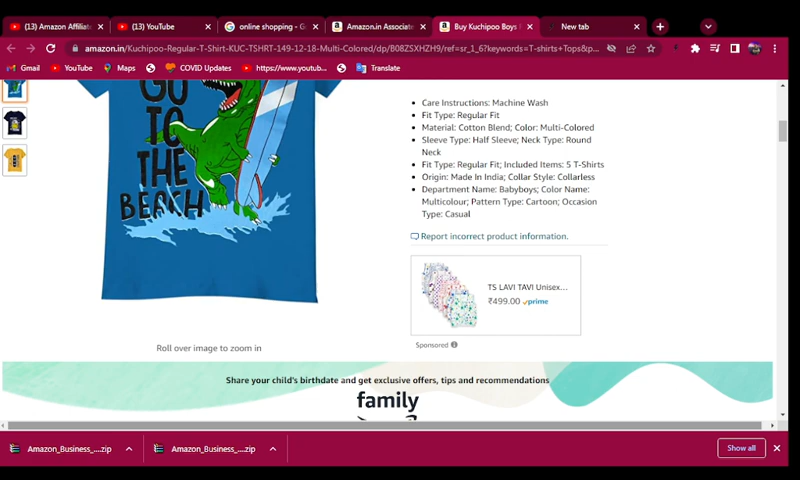 (13) Amazon Affiliat
(13) YouTube
online shopping - G
Amazon.in Associate
Buy Kuchipoo Boys
New tab
amazon.in/Kuchipoo-Regular-T-Shirt-KUC-TSHRT-149-12-18-Multi-Colored/dp/B08ZSXHZH9/ref=sr_1_6?keywords=T-shirts+Tops&p...
Gmail
YouTube
Maps
COVID Updates
https://www.youtub...
Translate
GO
TO
THE
BEACH
Care Instructions: Machine Wash
Fit Type: Regular Fit
Material: Cotton Blend; Color: Multi-Colored
Sleeve Type: Half Sleeve; Neck Type: Round
Neck
Fit Type: Regular Fit; Included Items: 5 T-Shirts
Origin: Made In India; Collar Style: Collarless
Department Name: Babyboys; Color Name:
Multicolour; Pattern Type: Cartoon; Occasion
Type: Casual
Report incorrect product information.
TS LAVI TAVI Unisex...
₹499.00 prime
Sponsored
Roll over image to zoom in
Share your child's birthdate and get exclusive offers, tips and recommendations
family
Amazon_Business_....zip
Amazon_Business_....zip
Show all